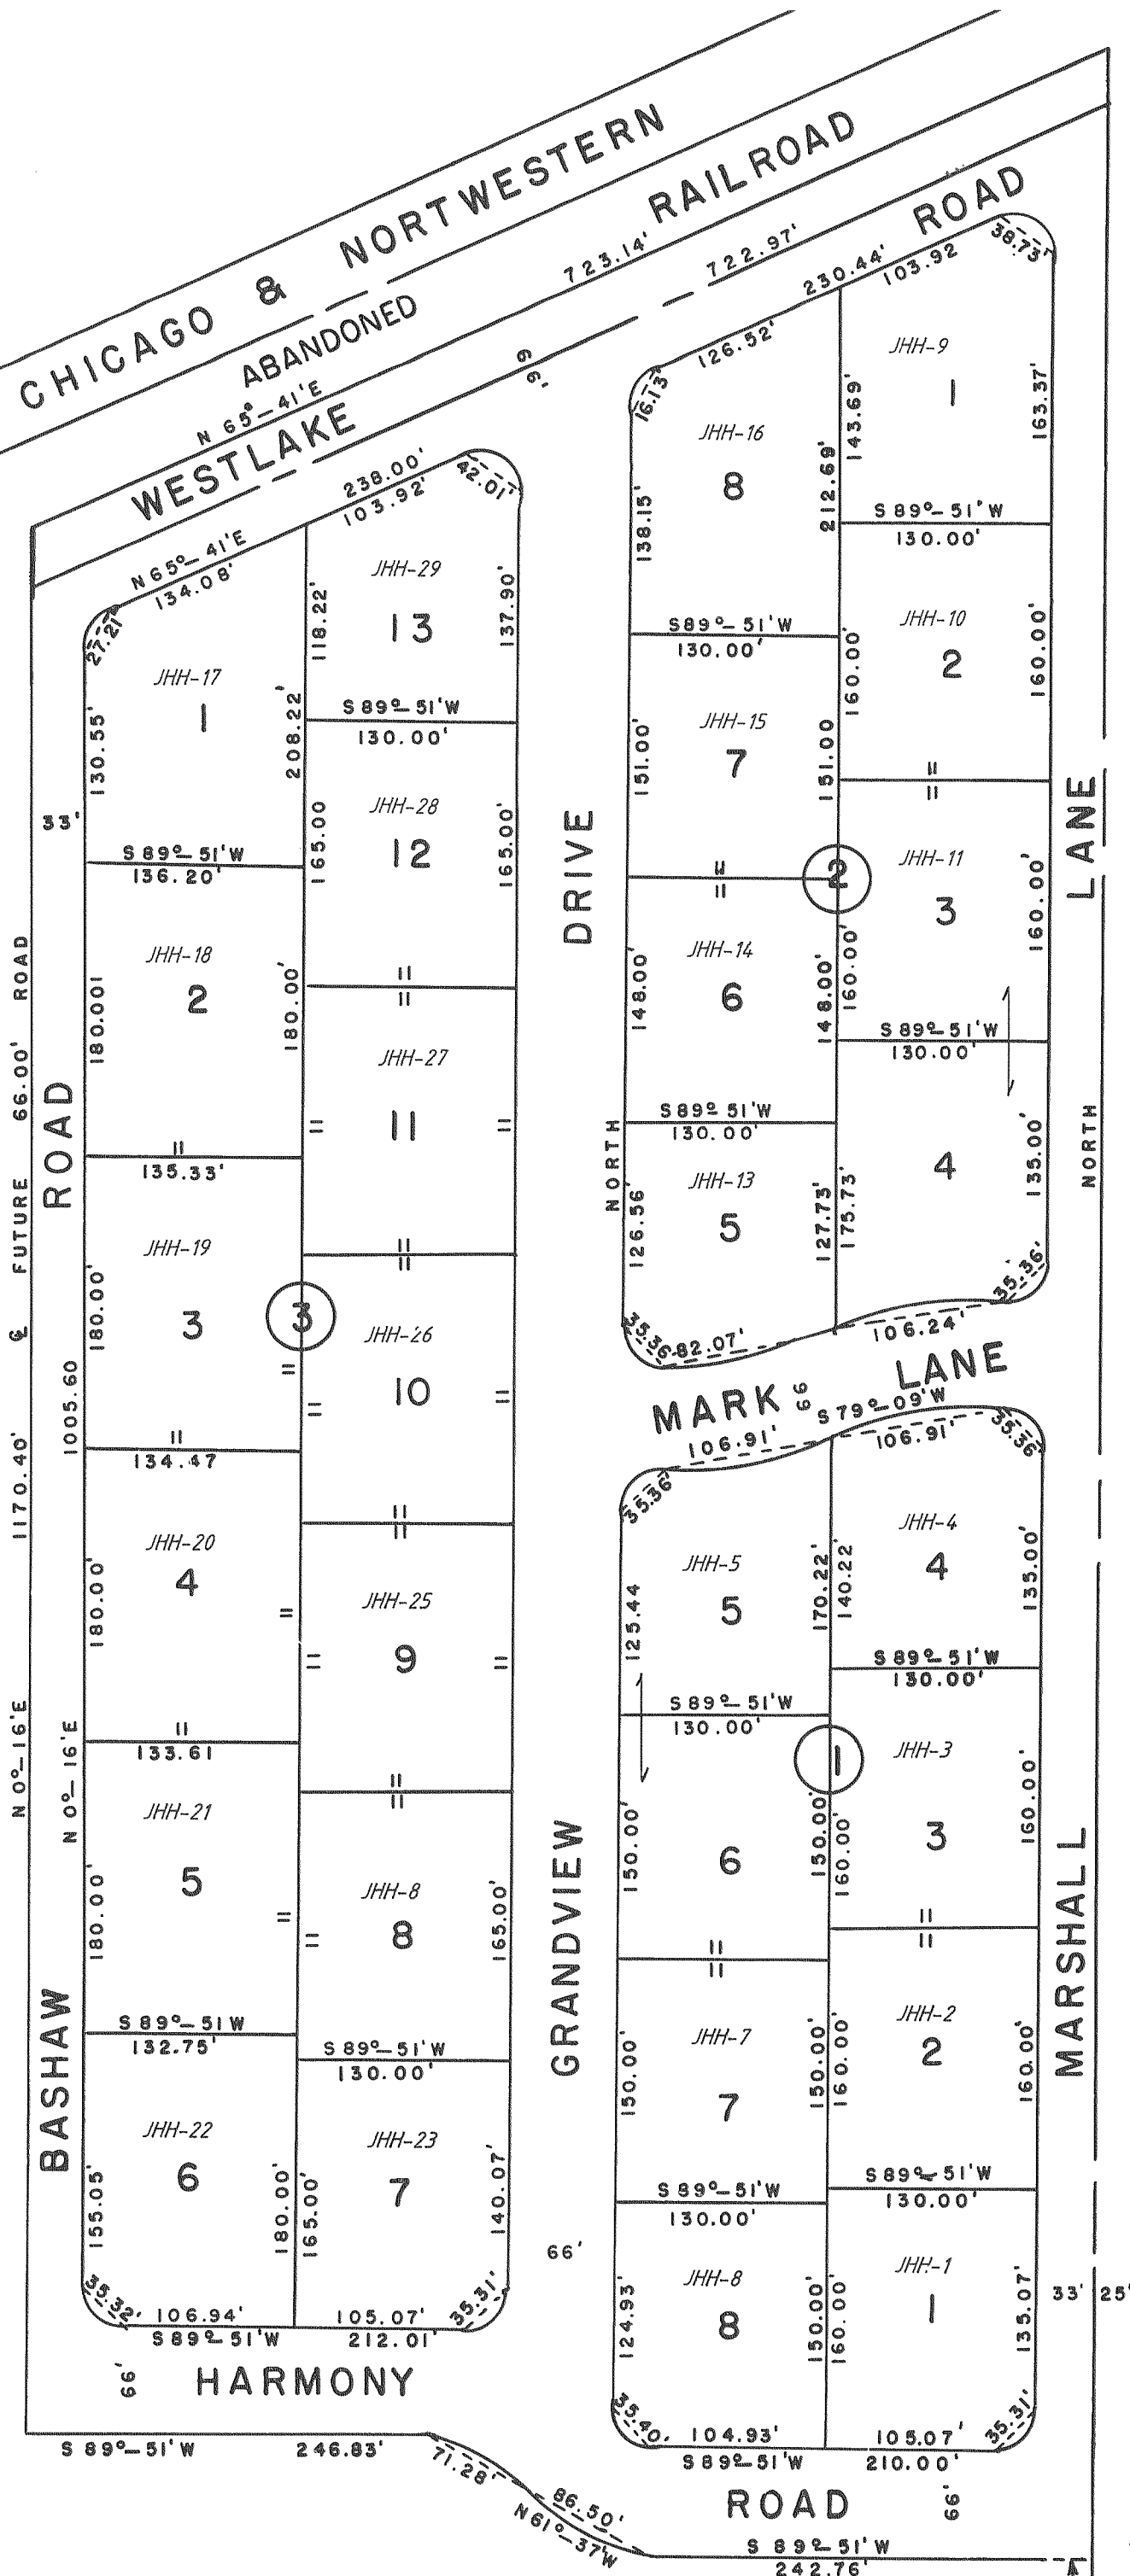 CHICAGO & NORTWESTERN
RAILROAD
ABANDONED
723.14'
722.97'
N 65°-41'E
WESTLAKE
ROAD
66'
230.44'
103.92
38.73'
126.52'
16.13'
238.00'
103.92'
42.01'
N 65°-41'E
134.08'
27.21'
JHH-17
1
130.55'
208.22'
S 89°-51'W
136.20'
JHH-18
2
180.00'
180.00'
"
135.33'
JHH-19
3
180.00'
=
"
134.47
JHH-20
4
180.00'
=
"
133.61
JHH-21
5
180.00'
=
S 89°-51 W
132.75'
JHH-22
6
155.05'
180.00'
35.32'
106.94'
S 89°-51'W
3
JHH-29
13
118.22'
137.90'
S 89°-51'W
130.00'
JHH-28
12
165.00
165.00'
"
"
JHH-27
11
=
=
"
"
JHH-26
10
=
=
"
"
JHH-25
9
=
=
"
"
JHH-8
8
=
165.00'
S 89°-51'W
130.00'
JHH-23
7
165.00'
140.07'
105.07'
35.31'
212.01'
33'
℄ FUTURE 66.00' ROAD
1170.40'
N 0°-16'E
1005.60
N 0°-16'E
BASHAW ROAD
GRANDVIEW DRIVE
NORTH
66'
JHH-16
8
138.15'
212.69'
S 89°-51'W
130.00'
JHH-15
7
151.00'
151.00
"
"
JHH-14
6
148.00'
148.00'
S 89° 51'W
130.00'
JHH-13
5
126.56'
127.73'
35.36'
82.07'
2
JHH-9
1
143.69'
163.37'
S 89°-51'W
130.00'
JHH-10
2
160.00'
160.00'
"
"
JHH-11
3
160.00'
160.00'
S 89°-51'W
130.00'
4
175.73'
135.00'
35.36'
106.24'
MARK LANE
66
S 79°-09'W
106.91'
106.91'
35.36'
35.36'
JHH-5
5
125.44
170.22'
S 89°-51'W
130.00'
6
150.00'
150.00'
"
"
JHH-7
7
150.00'
150.00'
S 89°-51'W
130.00'
JHH-8
8
124.93'
150.00'
35.40'
104.93'
S 89°-51'W
1
JHH-4
4
140.22'
135.00'
S 89°-51'W
130.00'
JHH-3
3
160.00'
160.00'
"
"
JHH-2
2
160.00'
160.00'
S 89°-51'W
130.00'
JHH-1
1
160.00'
135.07'
105.07'
35.31'
210.00'
MARSHALL LANE
NORTH
33'
25'
66'
HARMONY
ROAD
66'
S 89°-51'W
246.83'
71.28'
86.50'
N 61°-37'W
S 89°-51'W
242.76'